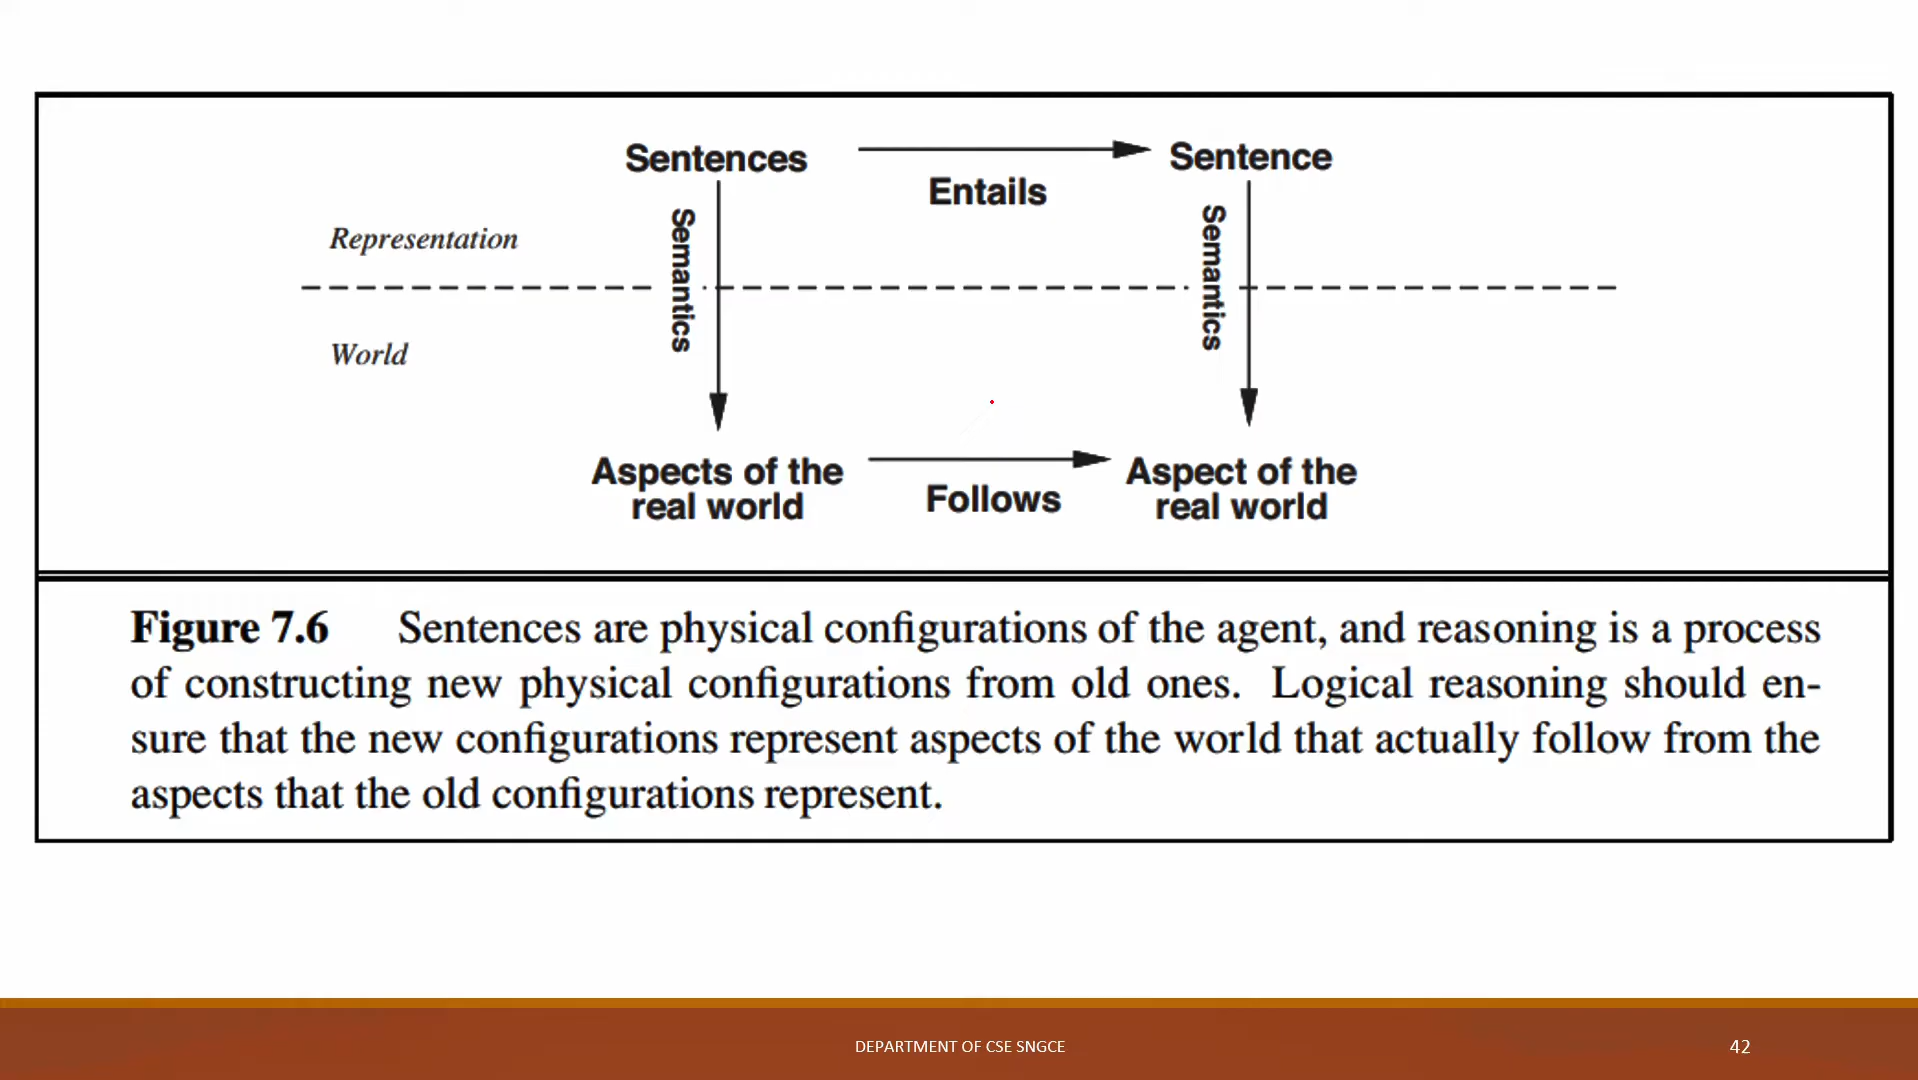 Sentences
Sentence
Entails
Semantics
Semantics
Representation
World
Aspects of the
real world
Follows
Aspect of the
real world
Figure 7.6 Sentences are physical configurations of the agent, and reasoning is a process
of constructing new physical configurations from old ones. Logical reasoning should en-
sure that the new configurations represent aspects of the world that actually follow from the
aspects that the old configurations represent.
DEPARTMENT OF CSE SNGCE
42